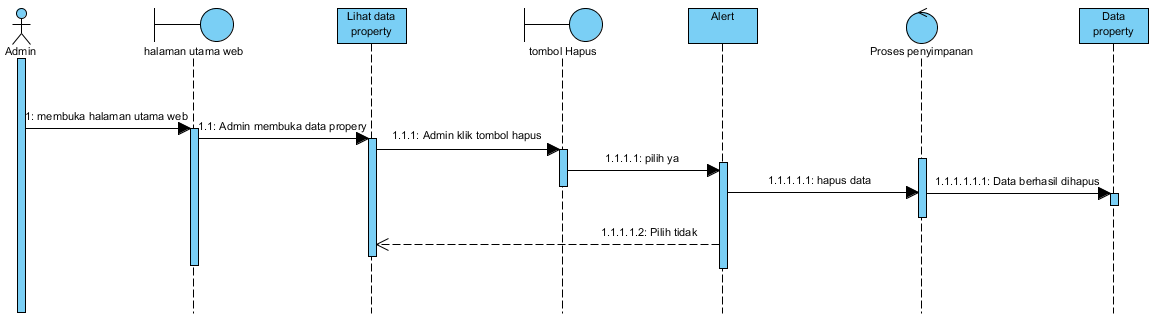 Admin
halaman utama web
Lihat data
property
tombol Hapus
Alert
Proses penyimpanan
Data
property
1: membuka halaman utama web
1.1: Admin membuka data propery
1.1.1: Admin klik tombol hapus
1.1.1.1: pilih ya
1.1.1.1.1: hapus data
1.1.1.1.1.1: Data berhasil dihapus
1.1.1.1.2: Pilih tidak